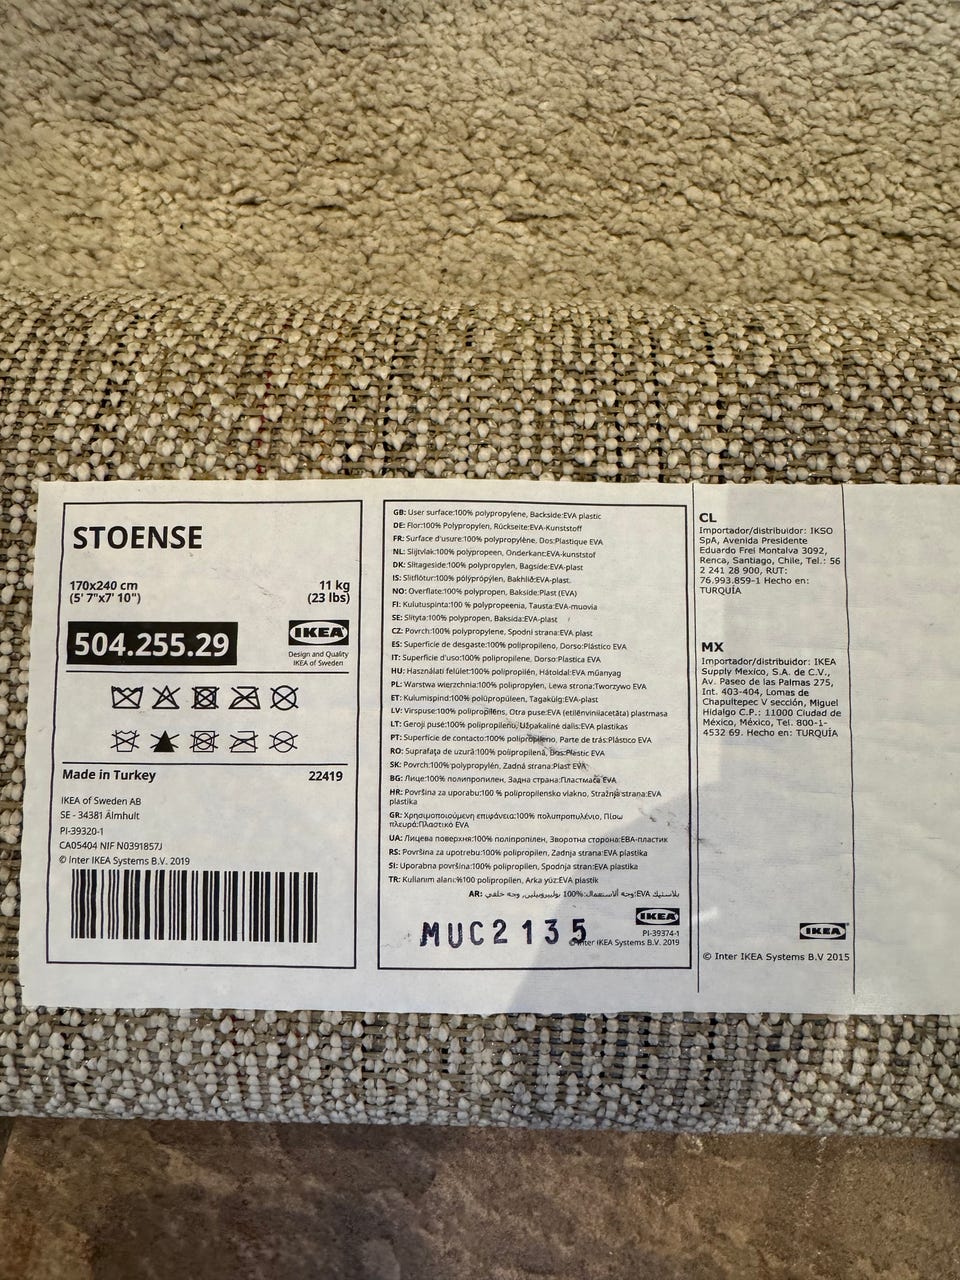 STOENSE
170x240 cm
(5' 7"x7' 10")
11 kg
(23 lbs)
504.255.29
IKEA
Design and Quality
IKEA of Sweden
Made in Turkey
22419
IKEA of Sweden AB
SE - 34381 Älmhult
PI-39320-1
CA05404 NIF N0391857J
© Inter IKEA Systems B.V. 2019
GB: User surface:100% polypropylene, Backside:EVA plastic
DE: Flor:100% Polypropylen, Rückseite:EVA-Kunststoff
FR: Surface d'usure:100% polypropylène, Dos:Plastique EVA
NL: Slijtvlak:100% polypropeen, Onderkant:EVA-kunststof
DK: Slitageside:100% polypropylen, Bagside:EVA-plast
IS: Slitflötur:100% pólýprópýlen, Bakhlið:EVA-plast.
NO: Overflate:100% polypropen, Bakside:Plast (EVA)
FI: Kulutuspinta:100 % polypropeenia, Tausta:EVA-muovia
SE: Slityta:100% polypropen, Baksida:EVA-plast
CZ: Povrch:100% polypropylene, Spodní strana:EVA plast
ES: Superficie de desgaste:100% polipropileno, Dorso:Plástico EVA
IT: Superficie d'uso:100% polipropilene, Dorso:Plastica EVA
HU: Használati felület:100% polipropilén, Hátoldal:EVA műanyag
PL: Warstwa wierzchnia:100% polipropylen, Lewa strona:Tworzywo EVA
ET: Kulumispind:100% polüpropüleen, Tagakülg:EVA-plast
LV: Virspuse:100% polipropilēns, Otra puse:EVA (etilēnvinilacetāta) plastmasa
LT: Geroji pusė:100% polipropileno, Užpakalinė dalis:EVA plastikas
PT: Superfície de contacto:100% polipropileno, Parte de trás:Plástico EVA
RO: Suprafaţa de uzură:100% polipropilenă, Dos:Plastic EVA
SK: Povrch:100% polypropylén, Zadná strana:Plast EVA
BG: Лице:100% полипропилен, Задна страна:Пластмаса EVA
HR: Površina za uporabu:100 % polipropilensko vlakno, Stražnja strana:EVA
plastika
GR: Χρησιμοποιούμενη επιφάνεια:100% πολυπροπυλένιο, Πίσω
πλευρά:Πλαστικό EVA
UA: Лицева поверхня:100% поліпропілен, Зворотна сторона:ЕВА-пластик
RS: Površina za upotrebu:100% polipropilen, Zadnja strana:EVA plastika
SI: Uporabna površina:100% polipropilen, Spodnja stran:EVA plastika
TR: Kullanım alanı:%100 polipropilen, Arka yüz:EVA plastik
AR: وجه الاستعمال:100% بوليبروبيلين, وجه خلفي:EVA بلاستيك
MUC2135
IKEA
PI-39374-1
© Inter IKEA Systems B.V. 2019
CL
Importador/distribuidor: IKSO
SpA, Avenida Presidente
Eduardo Frei Montalva 3092,
Renca, Santiago, Chile, Tel.: 56
2 241 28 900, RUT:
76.993.859-1 Hecho en:
TURQUÍA
MX
Importador/distribuidor: IKEA
Supply Mexico, S.A. de C.V.,
Av. Paseo de las Palmas 275,
Int. 403-404, Lomas de
Chapultepec V sección, Miguel
Hidalgo C.P.: 11000 Ciudad de
México, México, Tel. 800-1-
4532 69. Hecho en: TURQUÍA
IKEA
© Inter IKEA Systems B.V 2015